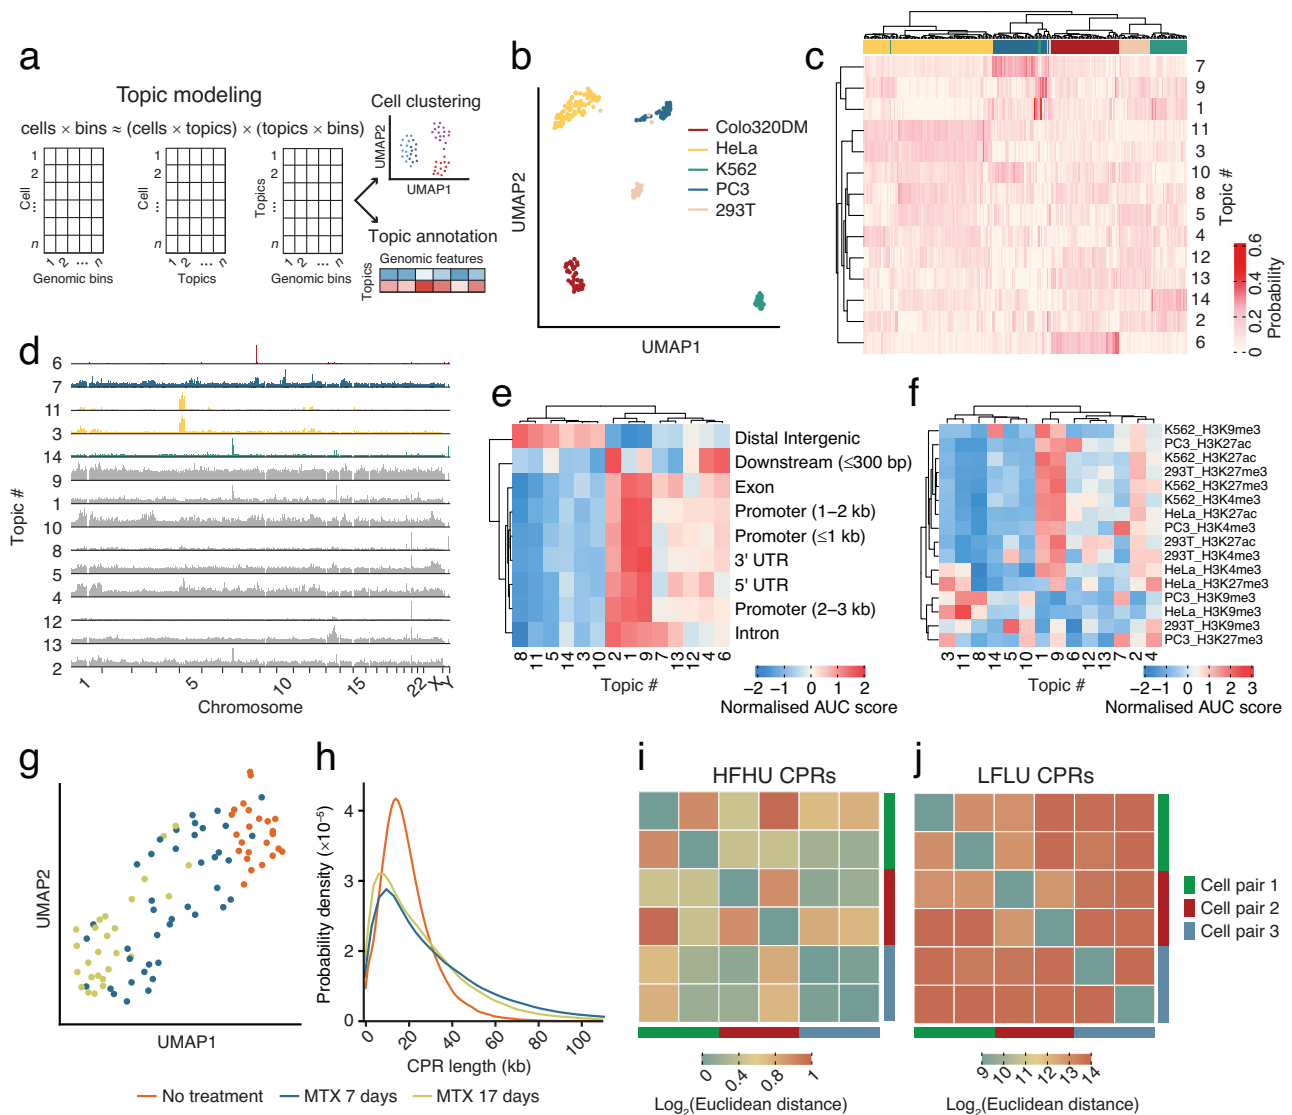 a
Topic modeling
cells × bins ≈ (cells × topics) × (topics × bins)
1
2
...
n
Cell
1 2 ... n
Genomic bins
1
2
...
n
Cell
1 2 ... n
Topics
1
2
...
n
Topics
1 2 ... n
Genomic bins
Cell clustering
UMAP2
UMAP1
Topic annotation
Genomic features
Topics
b
UMAP2
UMAP1
Colo320DM
HeLa
K562
PC3
293T
c
7
9
1
11
3
10
8
5
4
12
13
14
2
6
Topic #
0.6
0.4
0.2
0
Probability
d
6
7
11
3
14
9
1
10
8
5
4
12
13
2
Topic #
1 5 10 15 22 X Y
Chromosome
e
Distal Intergenic
Downstream (≤300 bp)
Exon
Promoter (1−2 kb)
Promoter (≤1 kb)
3' UTR
5' UTR
Promoter (2−3 kb)
Intron
8 11 5 14 3 10 2 1 9 7 13 12 4 6
Topic #
−2 −1 0 1 2
Normalised AUC score
f
K562_H3K9me3
PC3_H3K27ac
K562_H3K27ac
293T_H3K27me3
K562_H3K27me3
K562_H3K4me3
HeLa_H3K27ac
PC3_H3K4me3
293T_H3K27ac
293T_H3K4me3
HeLa_H3K4me3
HeLa_H3K27me3
PC3_H3K9me3
HeLa_H3K9me3
293T_H3K9me3
PC3_H3K27me3
3 11 8 14 5 10 1 9 6 12 13 7 2 4
Topic #
−2 −1 0 1 2 3
Normalised AUC score
g
UMAP2
UMAP1
h
Probability density (×10⁻⁵)
4
3
2
0
0 20 40 60 80 100
CPR length (kb)
No treatment
MTX 7 days
MTX 17 days
i
HFHU CPRs
0 0.4 0.8 1
Log₂(Euclidean distance)
j
LFLU CPRs
9 10 11 12 13 14
Log₂(Euclidean distance)
Cell pair 1
Cell pair 2
Cell pair 3